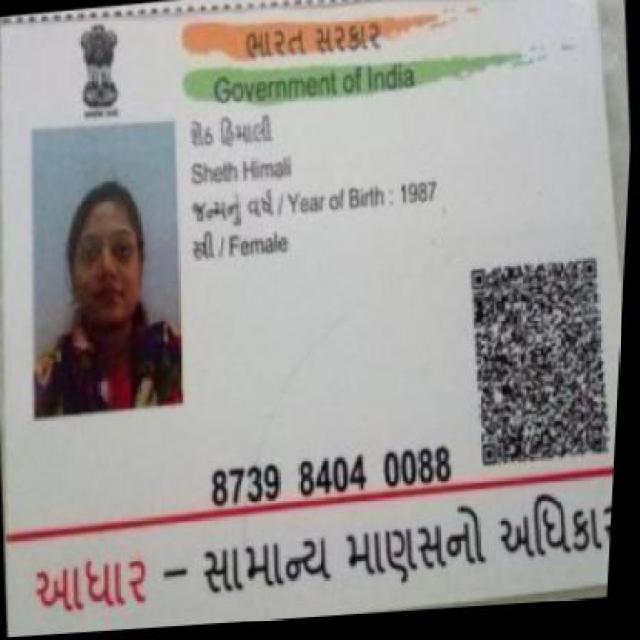 ભારત સરકાર
Government of India
શેઠ હિમાલી
Sheth Himali
જન્મનું વર્ષ / Year of Birth : 1987
સ્ત્રી / Female
8739 8404 0088
આધાર – સામાન્ય માણસનો અધિકાર